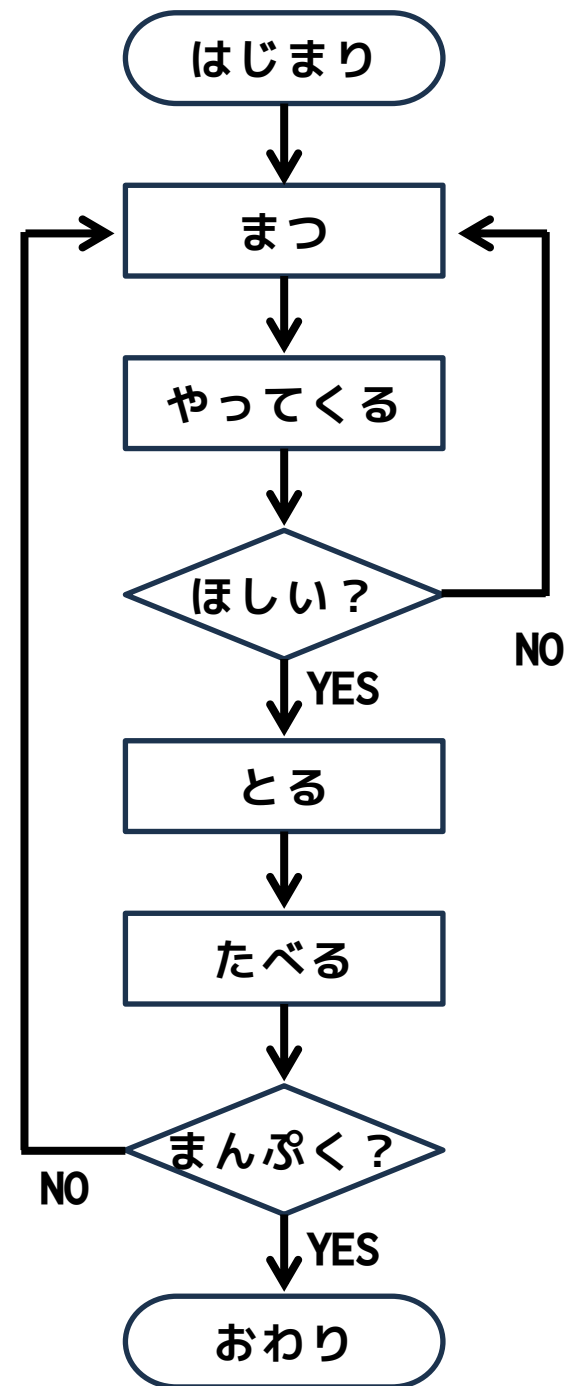 はじまり
まつ
やってくる
ほしい？
NO
YES
とる
たべる
まんぷく？
NO
YES
おわり